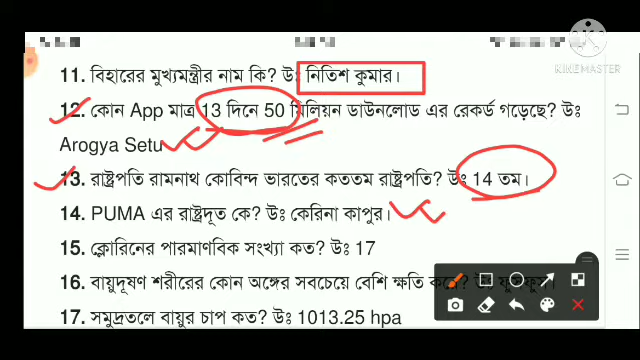 KINEMASTER
11. বিহারের মুখ্যমন্ত্রীর নাম কি? উঃ নিতিশ কুমার।
12. কোন App মাত্র 13 দিনে 50 মিলিয়ন ডাউনলোড এর রেকর্ড গড়েছে? উঃ
Arogya Setu
13. রাষ্ট্রপতি রামনাথ কোবিন্দ ভারতের কততম রাষ্ট্রপতি? উঃ 14 তম।
14. PUMA এর রাষ্ট্রদূত কে? উঃ কেরিনা কাপুর।
15. ক্লোরিনের পারমাণবিক সংখ্যা কত? উঃ 17
16. বায়ুদূষণ শরীরের কোন অঙ্গের সবচেয়ে বেশি ক্ষতি করে? উঃ ফুসফুস।
17. সমুদ্রতলে বায়ুর চাপ কত? উঃ 1013.25 hpa